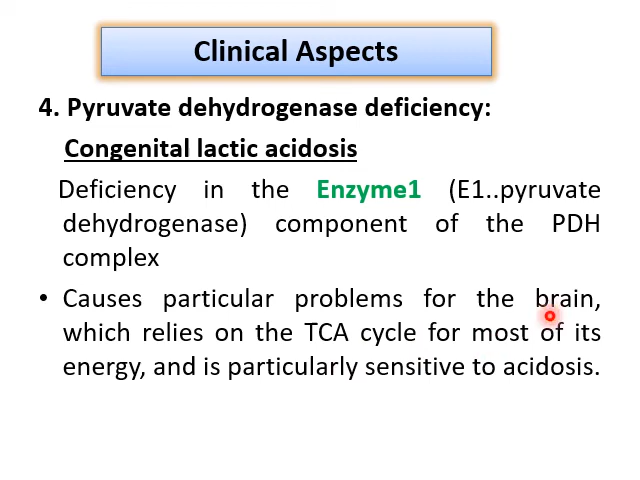 Clinical Aspects
4. Pyruvate dehydrogenase deficiency:
Congenital lactic acidosis
Deficiency in the Enzyme1 (E1..pyruvate
dehydrogenase) component of the PDH
complex
• Causes particular problems for the brain,
which relies on the TCA cycle for most of its
energy, and is particularly sensitive to acidosis.